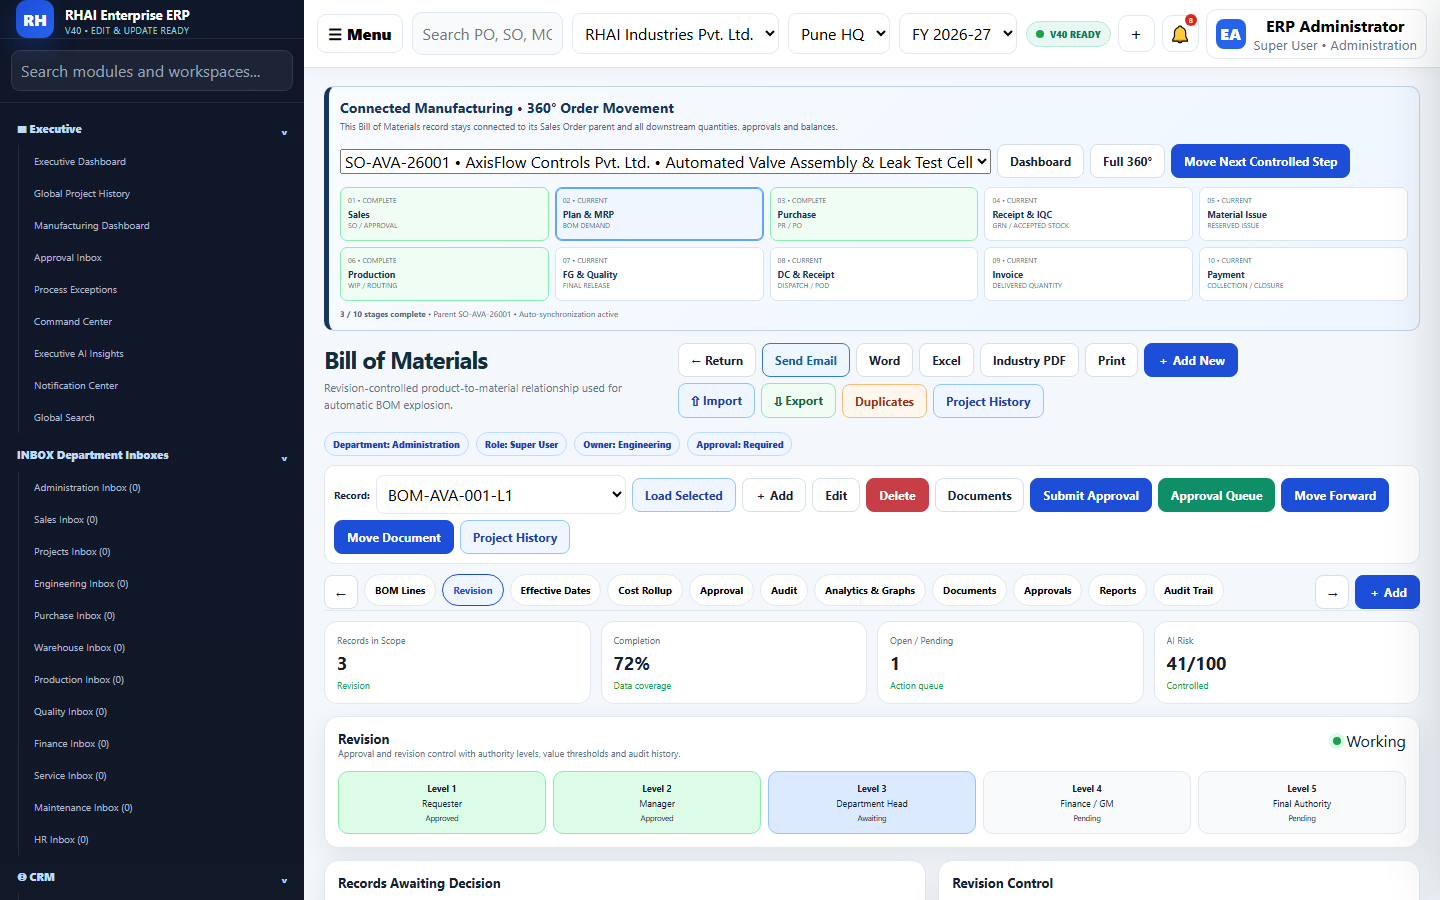 RH
RHAI Enterprise ERP
V40 • EDIT & UPDATE READY
Search modules and workspaces...
Executive
Executive Dashboard
Global Project History
Manufacturing Dashboard
Approval Inbox
Process Exceptions
Command Center
Executive AI Insights
Notification Center
Global Search
INBOX Department Inboxes
Administration Inbox (0)
Sales Inbox (0)
Projects Inbox (0)
Engineering Inbox (0)
Purchase Inbox (0)
Warehouse Inbox (0)
Production Inbox (0)
Quality Inbox (0)
Finance Inbox (0)
Service Inbox (0)
Maintenance Inbox (0)
HR Inbox (0)
CRM
☰ Menu
Search PO, SO, MO
RHAI Industries Pvt. Ltd.
Pune HQ
FY 2026-27
V40 READY
+
8
EA
ERP Administrator
Super User • Administration
Connected Manufacturing • 360° Order Movement
This Bill of Materials record stays connected to its Sales Order parent and all downstream quantities, approvals and balances.
SO-AVA-26001 • AxisFlow Controls Pvt. Ltd. • Automated Valve Assembly & Leak Test Cell
Dashboard
Full 360°
Move Next Controlled Step
01 • COMPLETE
Sales
SO / APPROVAL
02 • CURRENT
Plan & MRP
BOM DEMAND
03 • COMPLETE
Purchase
PR / PO
04 • CURRENT
Receipt & IQC
GRN / ACCEPTED STOCK
05 • CURRENT
Material Issue
RESERVED ISSUE
06 • COMPLETE
Production
WIP / ROUTING
07 • CURRENT
FG & Quality
FINAL RELEASE
08 • CURRENT
DC & Receipt
DISPATCH / POD
09 • CURRENT
Invoice
DELIVERED QUANTITY
10 • CURRENT
Payment
COLLECTION / CLOSURE
3 / 10 stages complete • Parent SO-AVA-26001 • Auto-synchronization active
Bill of Materials
Revision-controlled product-to-material relationship used for
automatic BOM explosion.
← Return
Send Email
Word
Excel
Industry PDF
Print
+ Add New
⇧ Import
⇩ Export
Duplicates
Project History
Department: Administration
Role: Super User
Owner: Engineering
Approval: Required
Record:
BOM-AVA-001-L1
Load Selected
+ Add
Edit
Delete
Documents
Submit Approval
Approval Queue
Move Forward
Move Document
Project History
←
BOM Lines
Revision
Effective Dates
Cost Rollup
Approval
Audit
Analytics & Graphs
Documents
Approvals
Reports
Audit Trail
→
+ Add
Records in Scope
3
Revision
Completion
72%
Data coverage
Open / Pending
1
Action queue
AI Risk
41/100
Controlled
Revision
Approval and revision control with authority levels, value thresholds and audit history.
Working
Level 1
Requester
Approved
Level 2
Manager
Approved
Level 3
Department Head
Awaiting
Level 4
Finance / GM
Pending
Level 5
Final Authority
Pending
Records Awaiting Decision
Revision Control